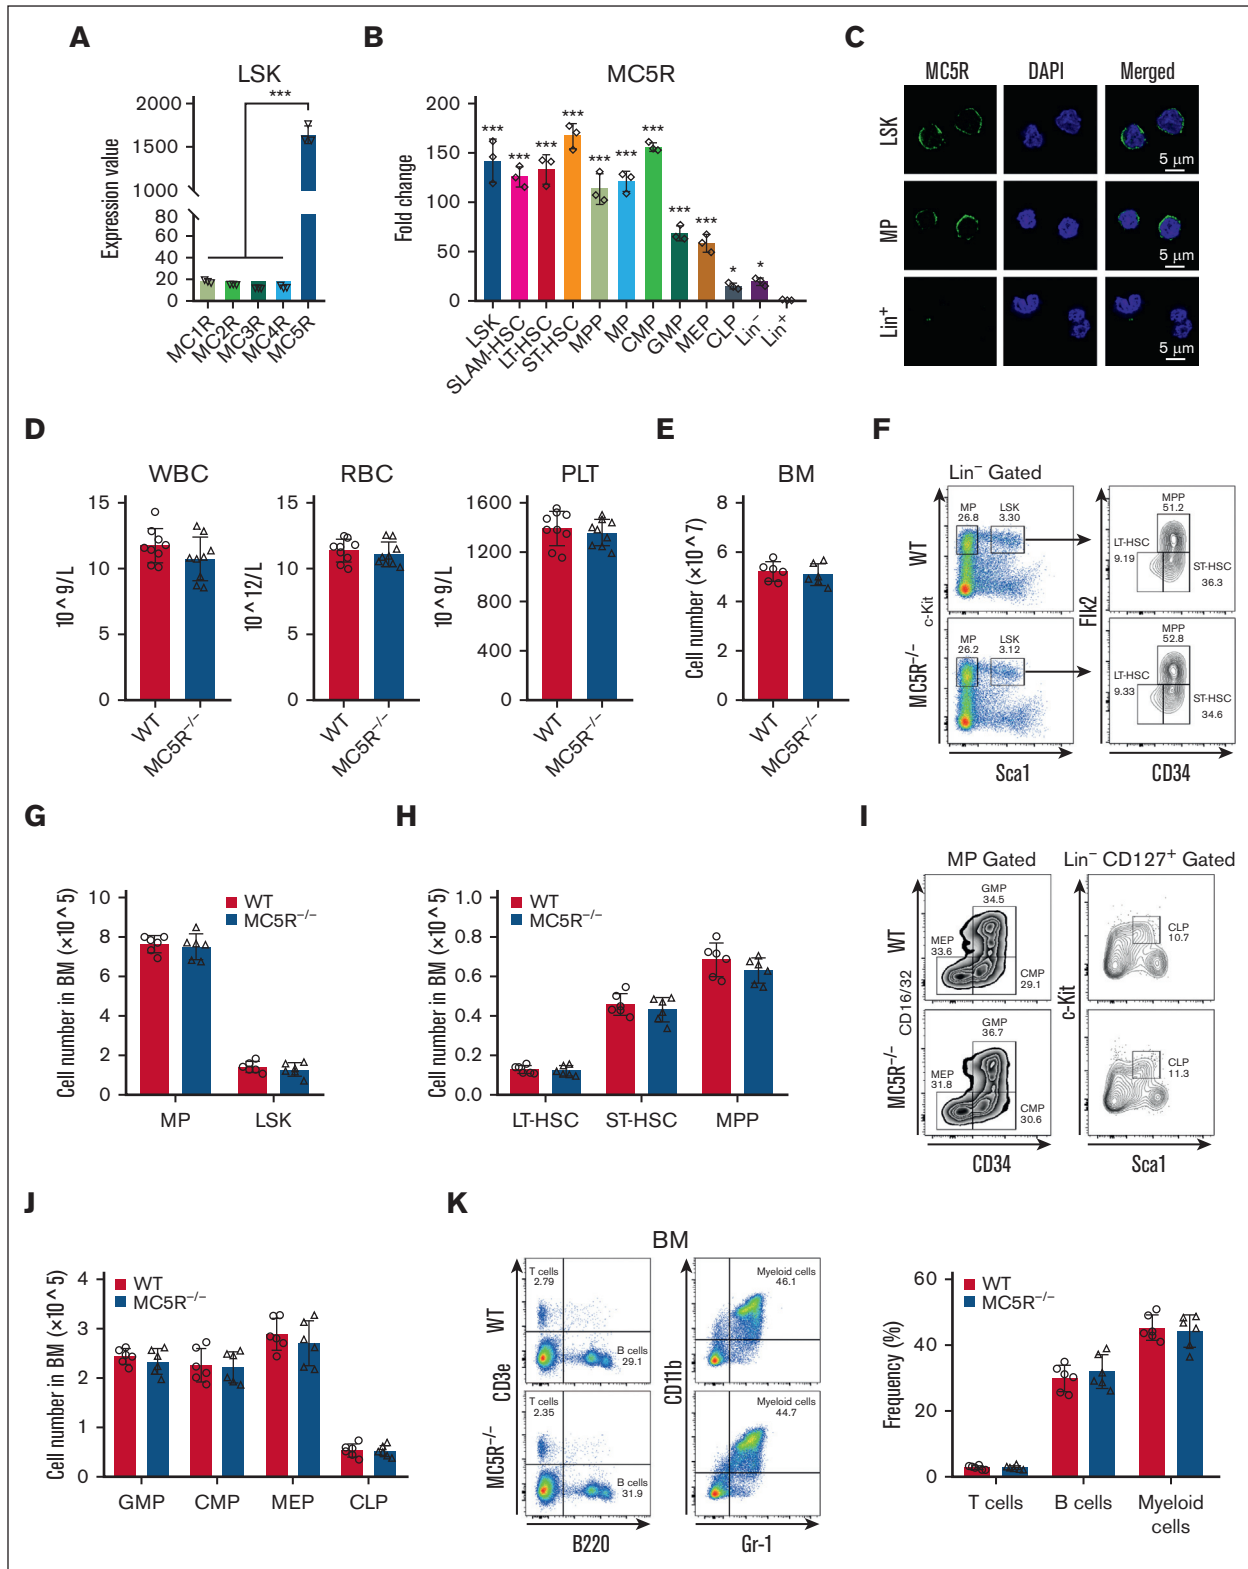 A
LSK
***
2000
1500
1000
80
60
40
20
0
Expression value
MC1R
MC2R
MC3R
MC4R
MC5R
B
MC5R
200
150
100
50
0
Fold change
***
***
***
***
***
***
***
***
***
*
*
LSK
SLAM-HSC
LT-HSC
ST-HSC
MPP
MP
CMP
GMP
MEP
CLP
Lin⁻
Lin⁺
C
MC5R
DAPI
Merged
LSK
5 μm
MP
5 μm
Lin⁺
5 μm
D
WBC
15
10
5
0
10^9/L
WT
MC5R⁻/⁻
RBC
15
10
5
0
10^12/L
WT
MC5R⁻/⁻
PLT
1600
1200
800
400
0
10^9/L
WT
MC5R⁻/⁻
E
BM
8
6
4
2
0
Cell number (×10^7)
WT
MC5R⁻/⁻
F
Lin⁻ Gated
WT
MP
26.8
LSK
3.30
MPP
51.2
LT-HSC
9.19
ST-HSC
36.3
c-Kit
Flk2
MC5R⁻/⁻
MP
26.2
LSK
3.12
MPP
52.8
LT-HSC
9.33
ST-HSC
34.6
Sca1
CD34
G
10
8
6
4
2
0
Cell number in BM (×10^5)
WT
MC5R⁻/⁻
MP
LSK
H
1.0
0.8
0.6
0.4
0.2
0.0
Cell number in BM (×10^5)
WT
MC5R⁻/⁻
LT-HSC
ST-HSC
MPP
I
MP Gated
Lin⁻ CD127⁺ Gated
WT
GMP
34.5
MEP
33.6
CMP
29.1
CLP
10.7
CD16/32
c-Kit
MC5R⁻/⁻
GMP
36.7
MEP
31.8
CMP
30.6
CLP
11.3
CD34
Sca1
J
4
3
2
1
0
Cell number in BM (×10^5)
WT
MC5R⁻/⁻
GMP
CMP
MEP
CLP
K
BM
WT
T cells
2.79
B cells
29.1
Myeloid cells
46.1
CD3e
CD11b
MC5R⁻/⁻
T cells
2.35
B cells
31.9
Myeloid cells
44.7
B220
Gr-1
60
40
20
0
Frequency (%)
WT
MC5R⁻/⁻
T cells
B cells
Myeloid
cells